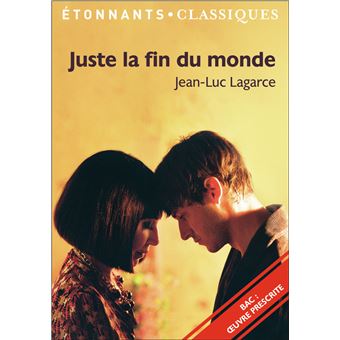 ÉTONNANTS • CLASSIQUES
Juste la fin du monde
Jean-Luc Lagarce
BAC :
ŒUVRE PRESCRITE